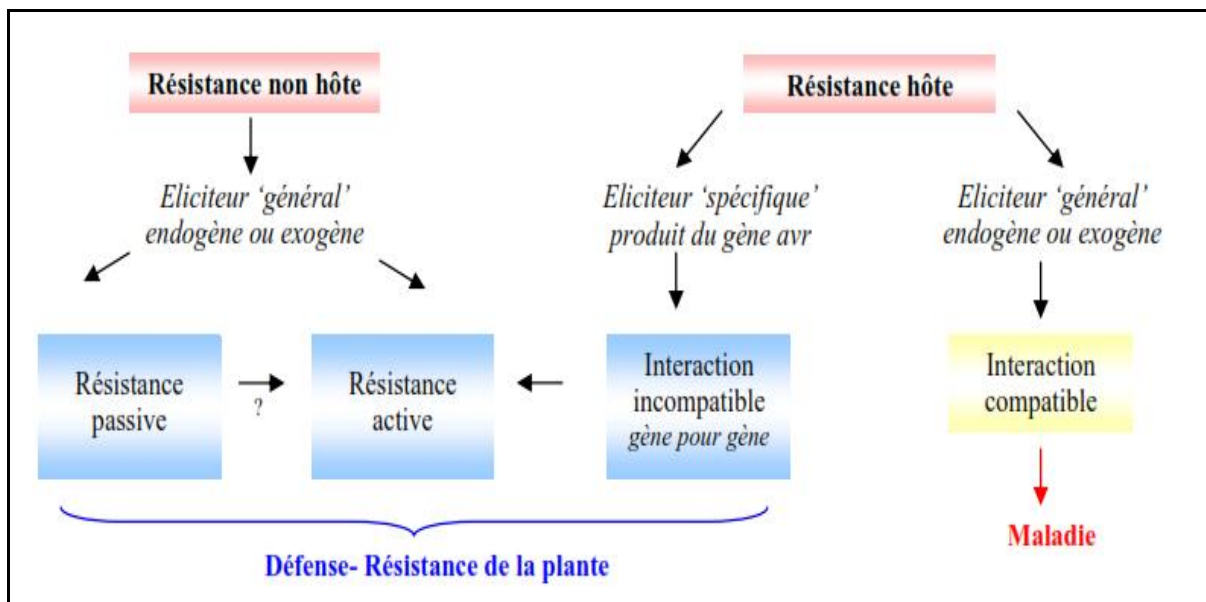 Résistance non hôte
Résistance hôte
Eliciteur ‘général’
endogène ou exogène
Eliciteur ‘spécifique’
produit du gène avr
Eliciteur ‘général’
endogène ou exogène
Résistance
passive
?
Résistance
active
Interaction
incompatible
gène pour gène
Interaction
compatible
Maladie
Défense- Résistance de la plante